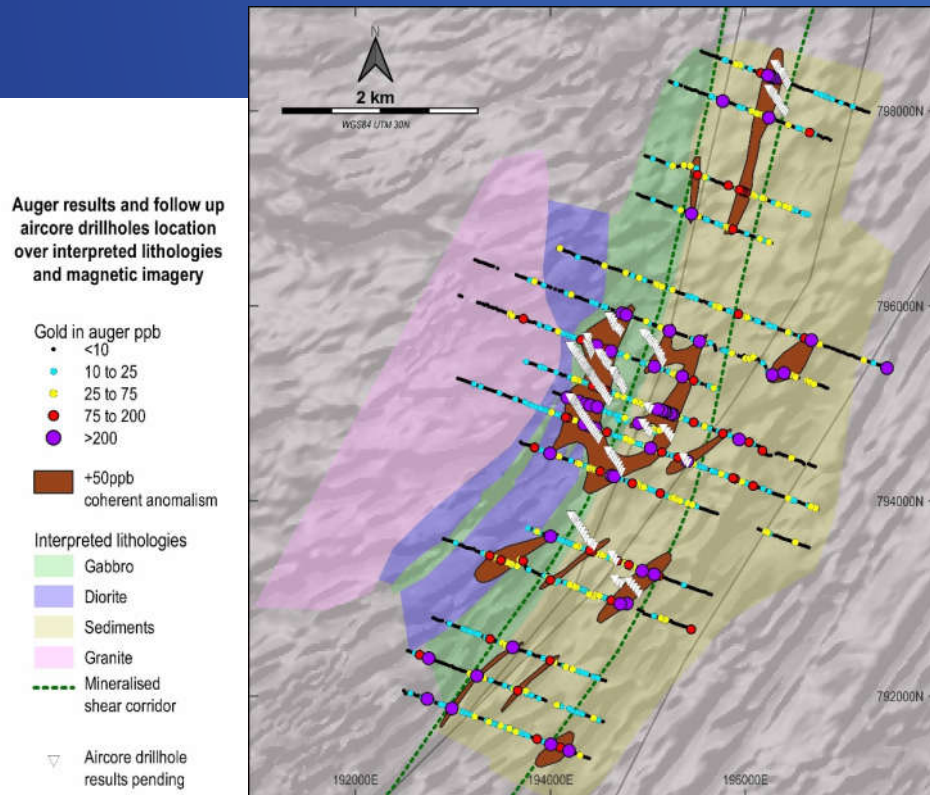 Auger results and follow up
aircore drillholes location
over interpreted lithologies
and magnetic imagery
Gold in auger ppb
<10
10 to 25
25 to 75
75 to 200
>200
+50ppb
coherent anomalism
Interpreted lithologies
Gabbro
Diorite
Sediments
Granite
Mineralised
shear corridor
Aircore drillhole
results pending
N
2 km
WGS84 UTM 30N
798000N
796000N
794000N
792000N
192000E
194000E
196000E